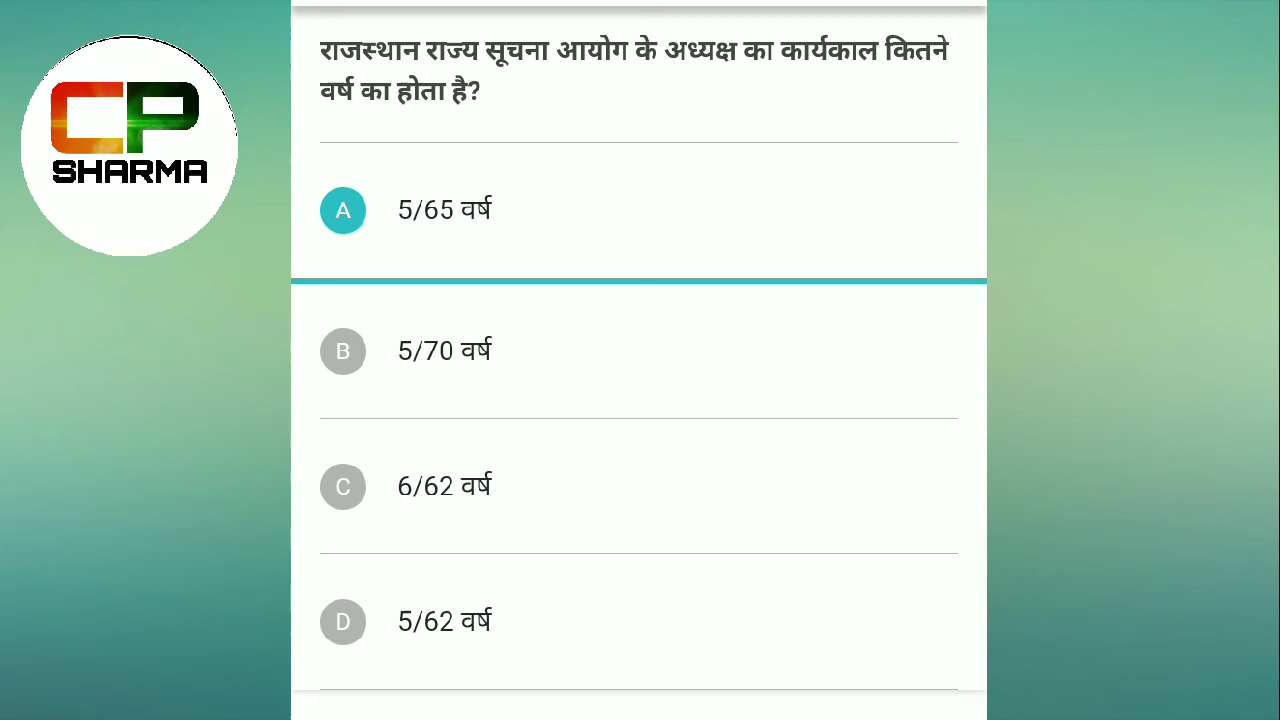 CP
SHARMA
राजस्थान राज्य सूचना आयोग के अध्यक्ष का कार्यकाल कितने
वर्ष का होता है?
A 5/65 वर्ष
B 5/70 वर्ष
C 6/62 वर्ष
D 5/62 वर्ष